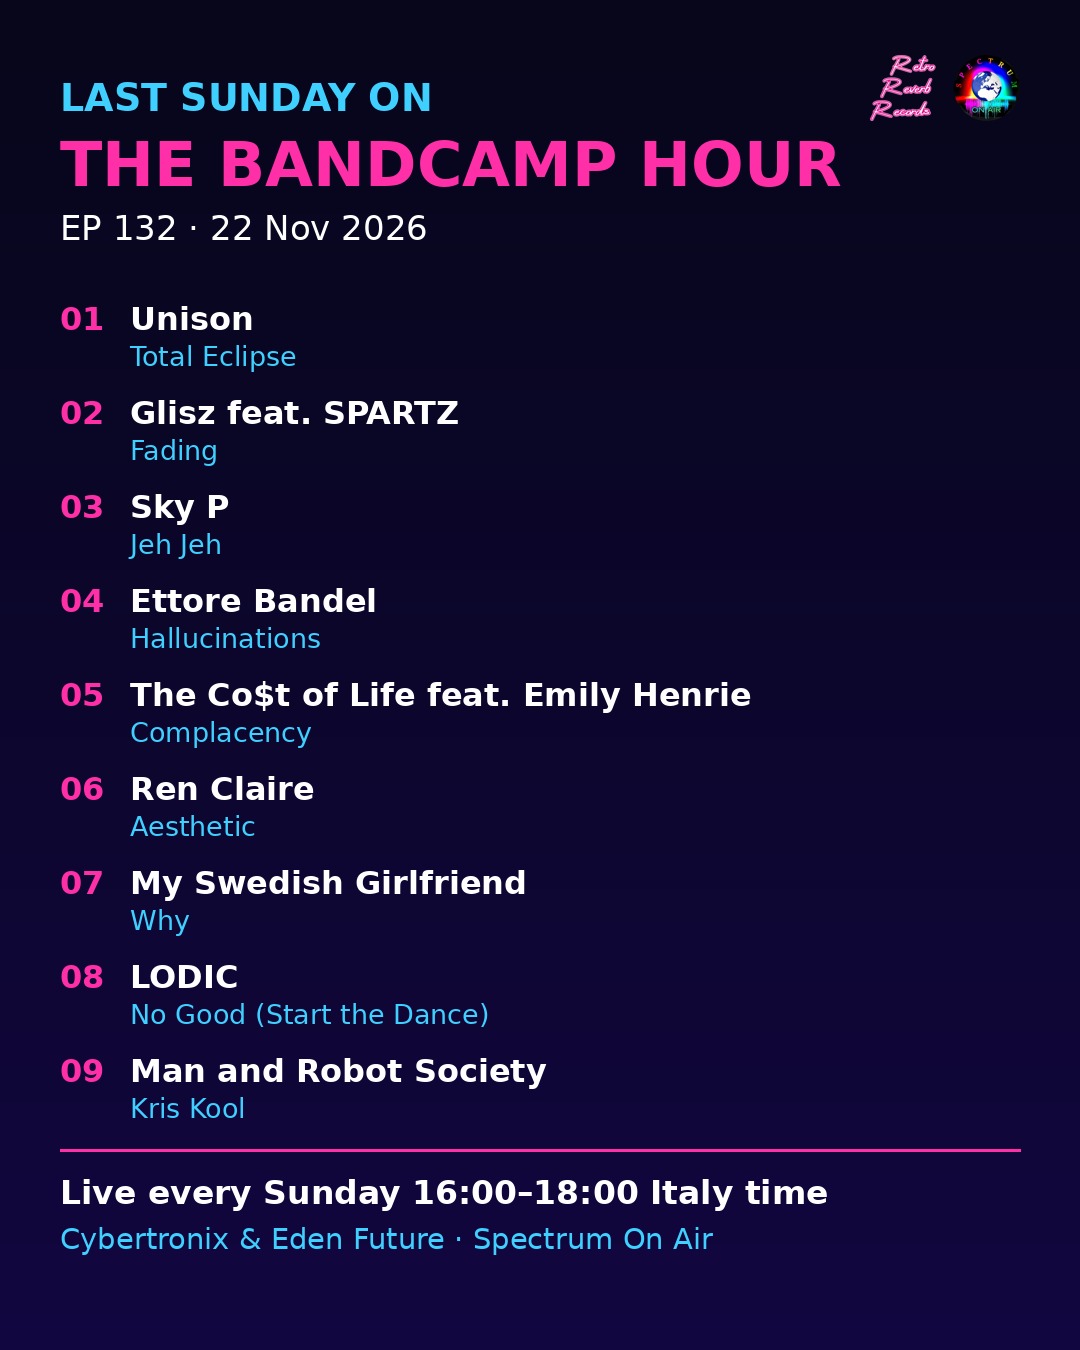 Retro
Reverb
Records
SPECTRUM
ON AIR
LAST SUNDAY ON
THE BANDCAMP HOUR
EP 132 · 22 Nov 2026
01 Unison
Total Eclipse
02 Glisz feat. SPARTZ
Fading
03 Sky P
Jeh Jeh
04 Ettore Bandel
Hallucinations
05 The Co$t of Life feat. Emily Henrie
Complacency
06 Ren Claire
Aesthetic
07 My Swedish Girlfriend
Why
08 LODIC
No Good (Start the Dance)
09 Man and Robot Society
Kris Kool
Live every Sunday 16:00–18:00 Italy time
Cybertronix & Eden Future · Spectrum On Air